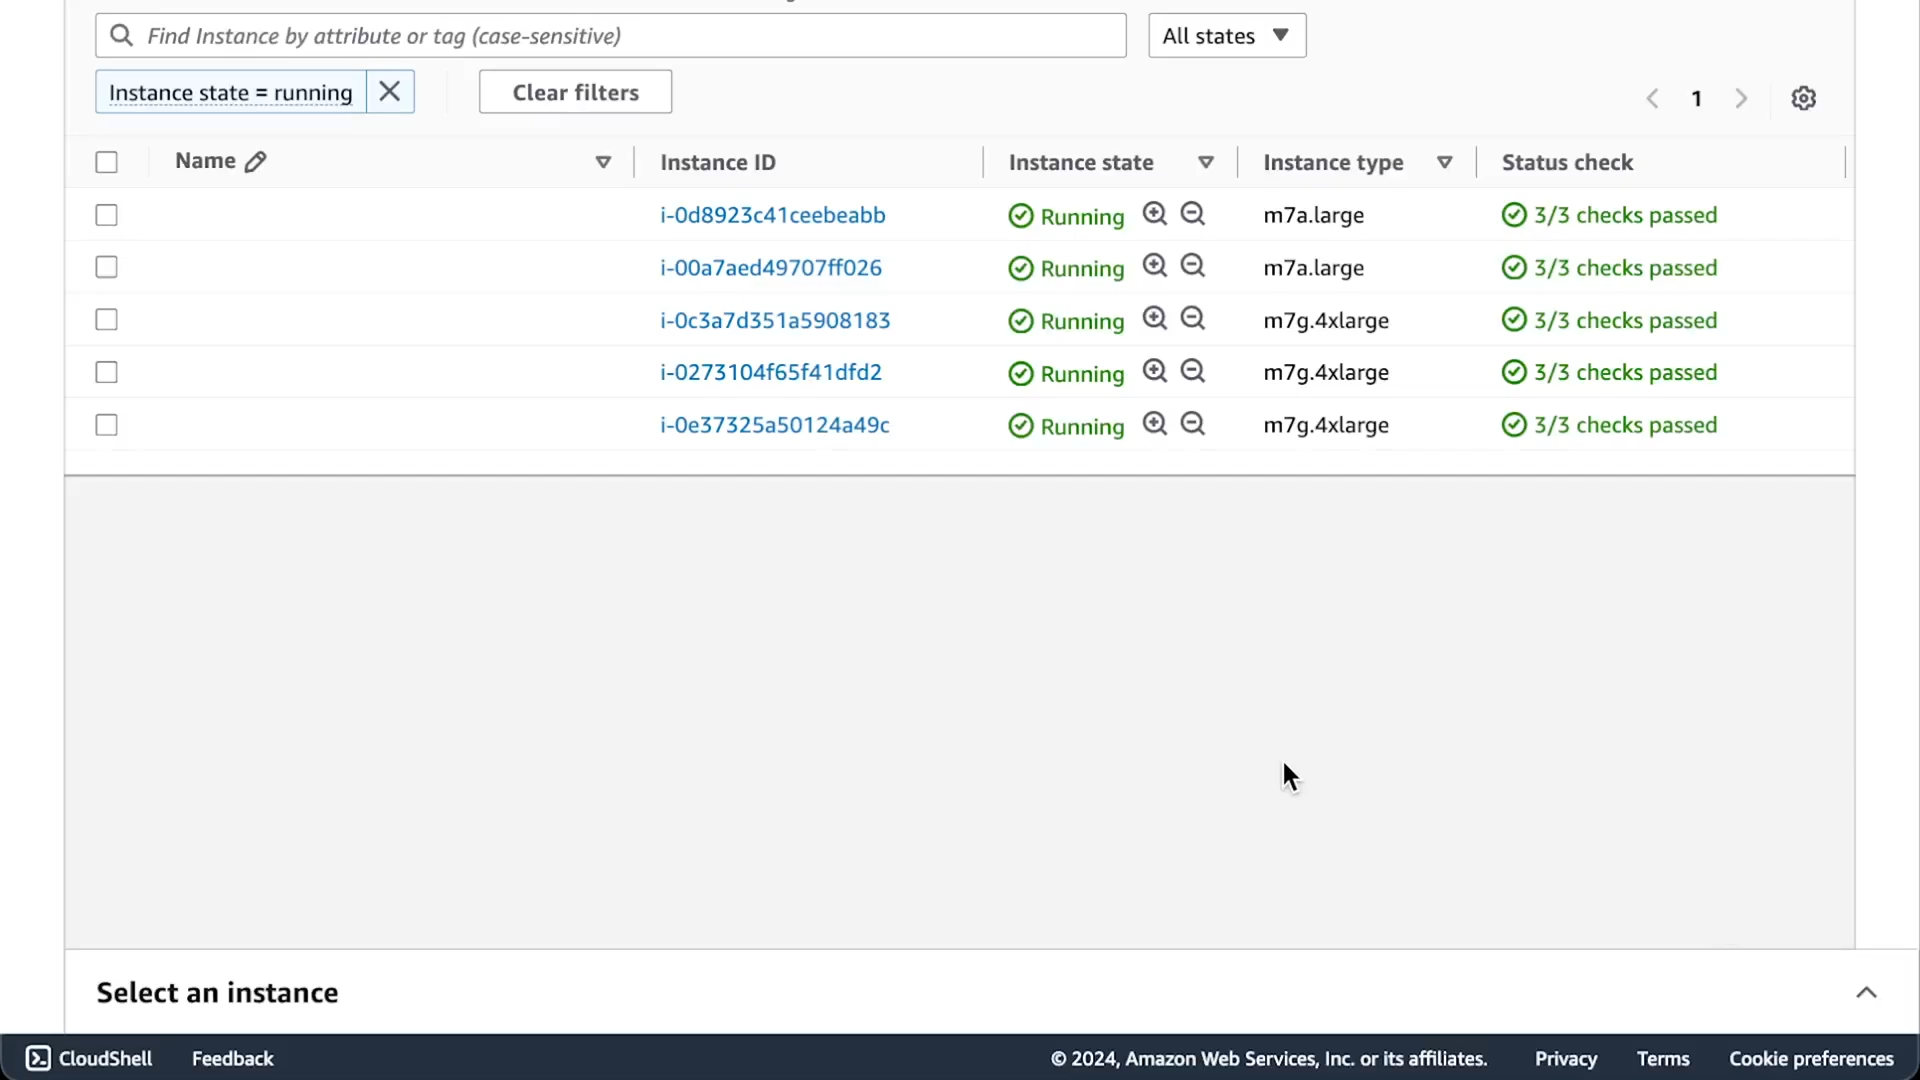 Find Instance by attribute or tag (case-sensitive)
All states
Instance state = running
Clear filters
1
Name Instance ID Instance state Instance type Status check
i-0d8923c41ceebeabb Running m7a.large 3/3 checks passed
i-00a7aed49707ff026 Running m7a.large 3/3 checks passed
i-0c3a7d351a5908183 Running m7g.4xlarge 3/3 checks passed
i-0273104f65f41dfd2 Running m7g.4xlarge 3/3 checks passed
i-0e37325a50124a49c Running m7g.4xlarge 3/3 checks passed
Select an instance
CloudShell Feedback © 2024, Amazon Web Services, Inc. or its affiliates. Privacy Terms Cookie preferences